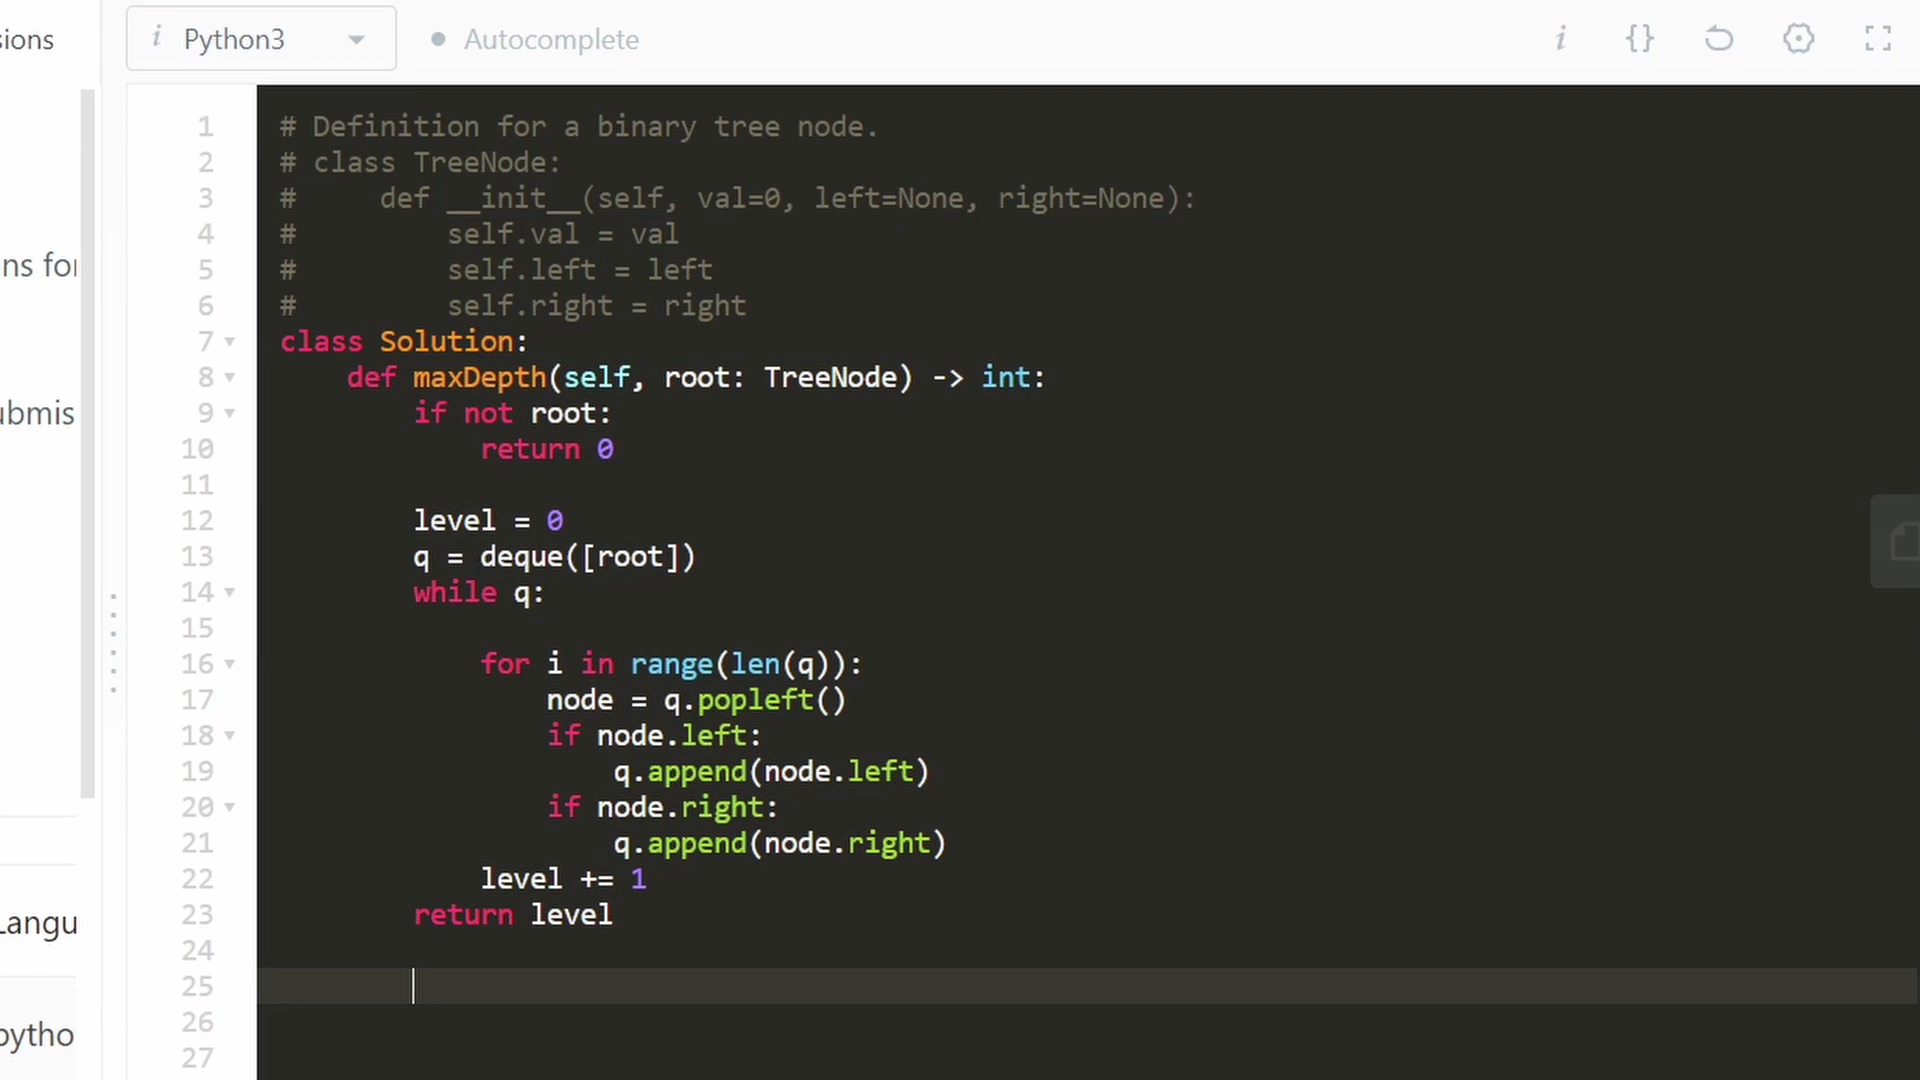 sions
Python3
Autocomplete
i {}
ns for
ubmis
Langu
pytho
1 # Definition for a binary tree node.
2 # class TreeNode:
3 #     def __init__(self, val=0, left=None, right=None):
4 #         self.val = val
5 #         self.left = left
6 #         self.right = right
7 class Solution:
8     def maxDepth(self, root: TreeNode) -> int:
9         if not root:
10             return 0
11
12         level = 0
13         q = deque([root])
14         while q:
15
16             for i in range(len(q)):
17                 node = q.popleft()
18                 if node.left:
19                     q.append(node.left)
20                 if node.right:
21                     q.append(node.right)
22             level += 1
23         return level
24
25
26
27